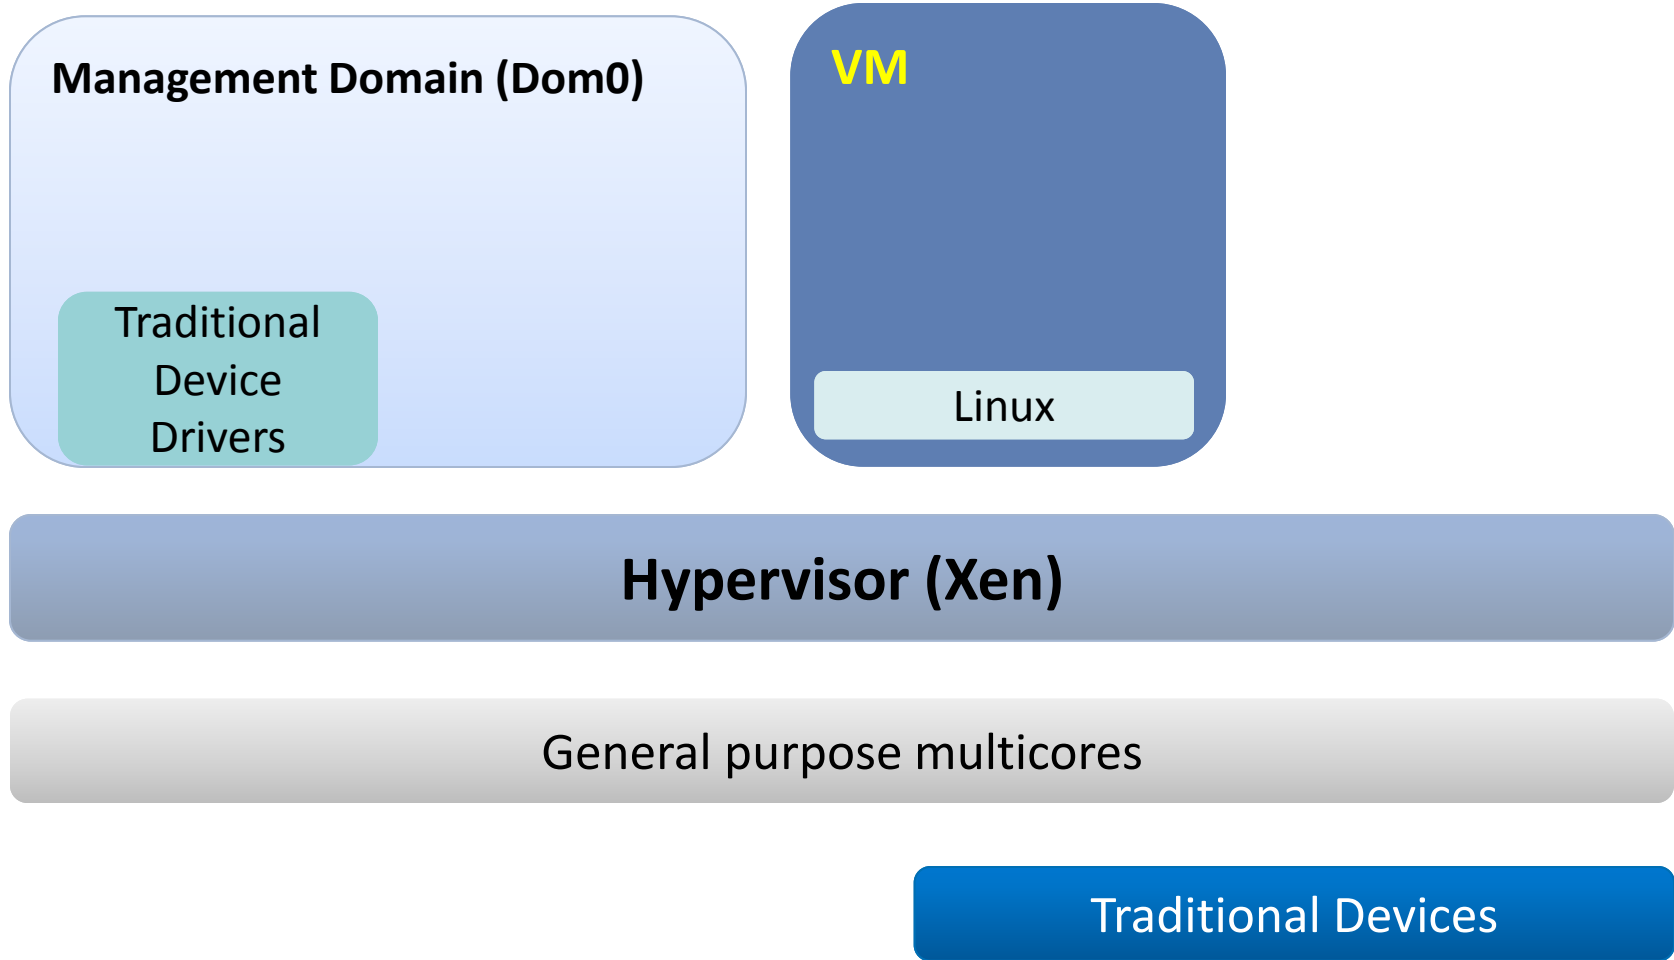 Management Domain (Dom0)
VM
Traditional
Device
Drivers
Linux
Hypervisor (Xen)
General purpose multicores
Traditional Devices